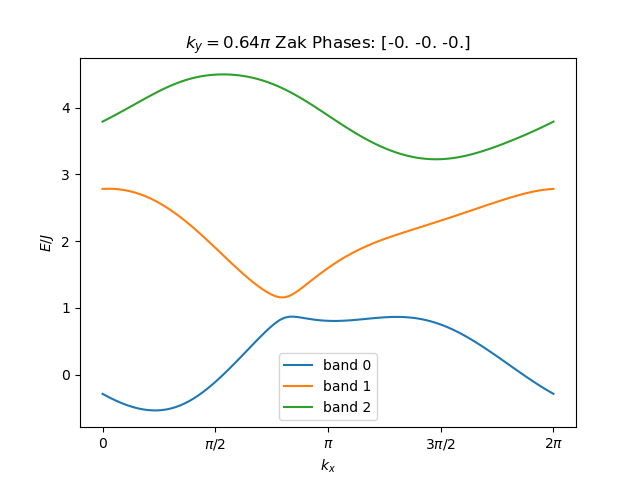 k_y = 0.64π Zak Phases: [-0. -0. -0.]
E/J
4
3
2
1
0
band 0
band 1
band 2
0 π/2 π 3π/2 2π
k_x